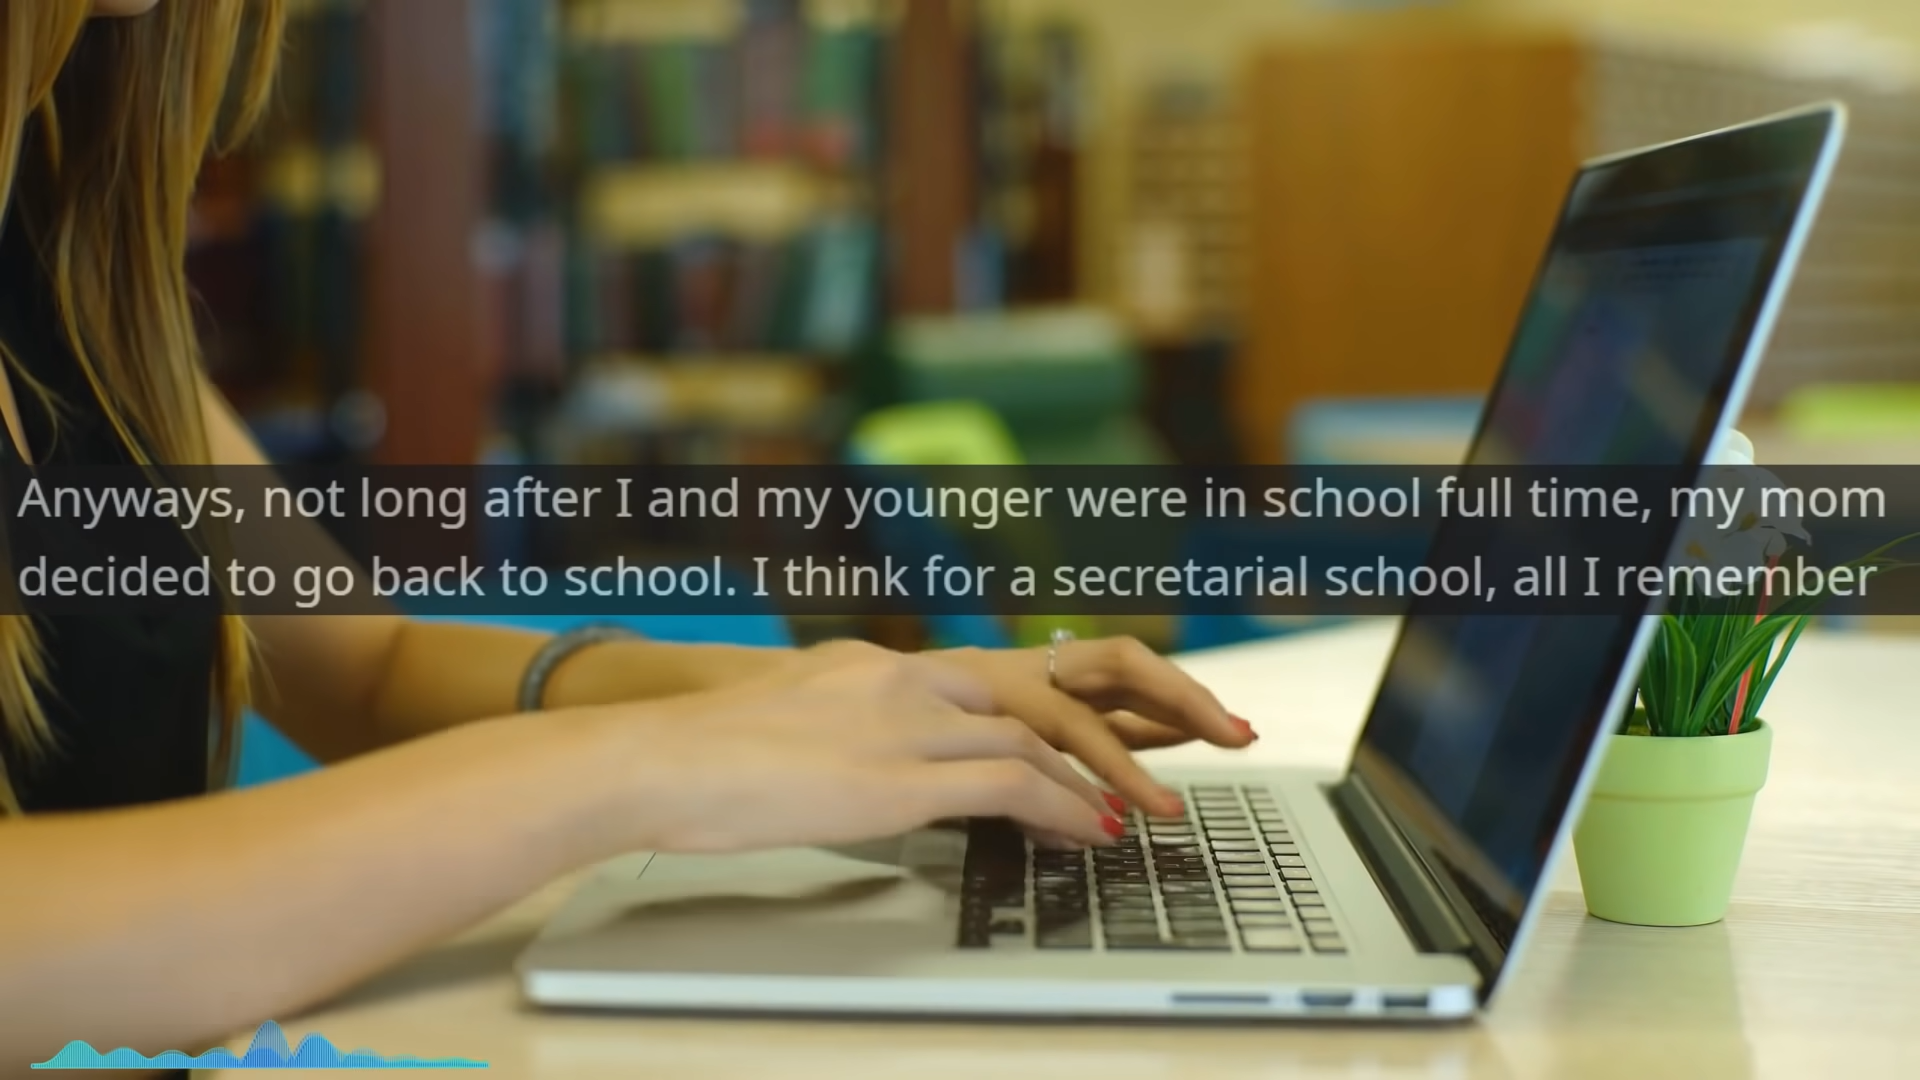 Anyways, not long after I and my younger were in school full time, my mom
decided to go back to school. I think for a secretarial school, all I remember